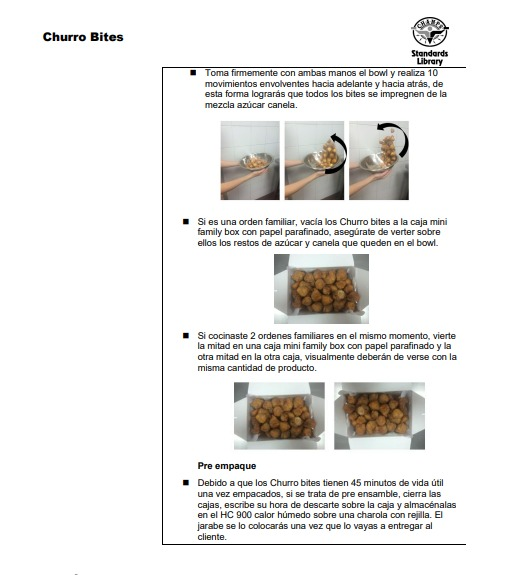 Churro Bites
CHAMPS
Standards
Library
■ Toma firmemente con ambas manos el bowl y realiza 10
movimientos envolventes hacia adelante y hacia atrás, de
esta forma lograrás que todos los bites se impregnen de la
mezcla azúcar canela.
■ Si es una orden familiar, vacía los Churro bites a la caja mini
family box con papel parafinado, asegúrate de verter sobre
ellos los restos de azúcar y canela que queden en el bowl.
■ Si cocinaste 2 ordenes familiares en el mismo momento, vierte
la mitad en una caja mini family box con papel parafinado y la
otra mitad en la otra caja, visualmente deberán de verse con la
misma cantidad de producto.
Pre empaque
■ Debido a que los Churro bites tienen 45 minutos de vida útil
una vez empacados, si se trata de pre ensamble, cierra las
cajas, escribe su hora de descarte sobre la caja y almacénalas
en el HC 900 calor húmedo sobre una charola con rejilla. El
jarabe se lo colocarás una vez que lo vayas a entregar al
cliente.